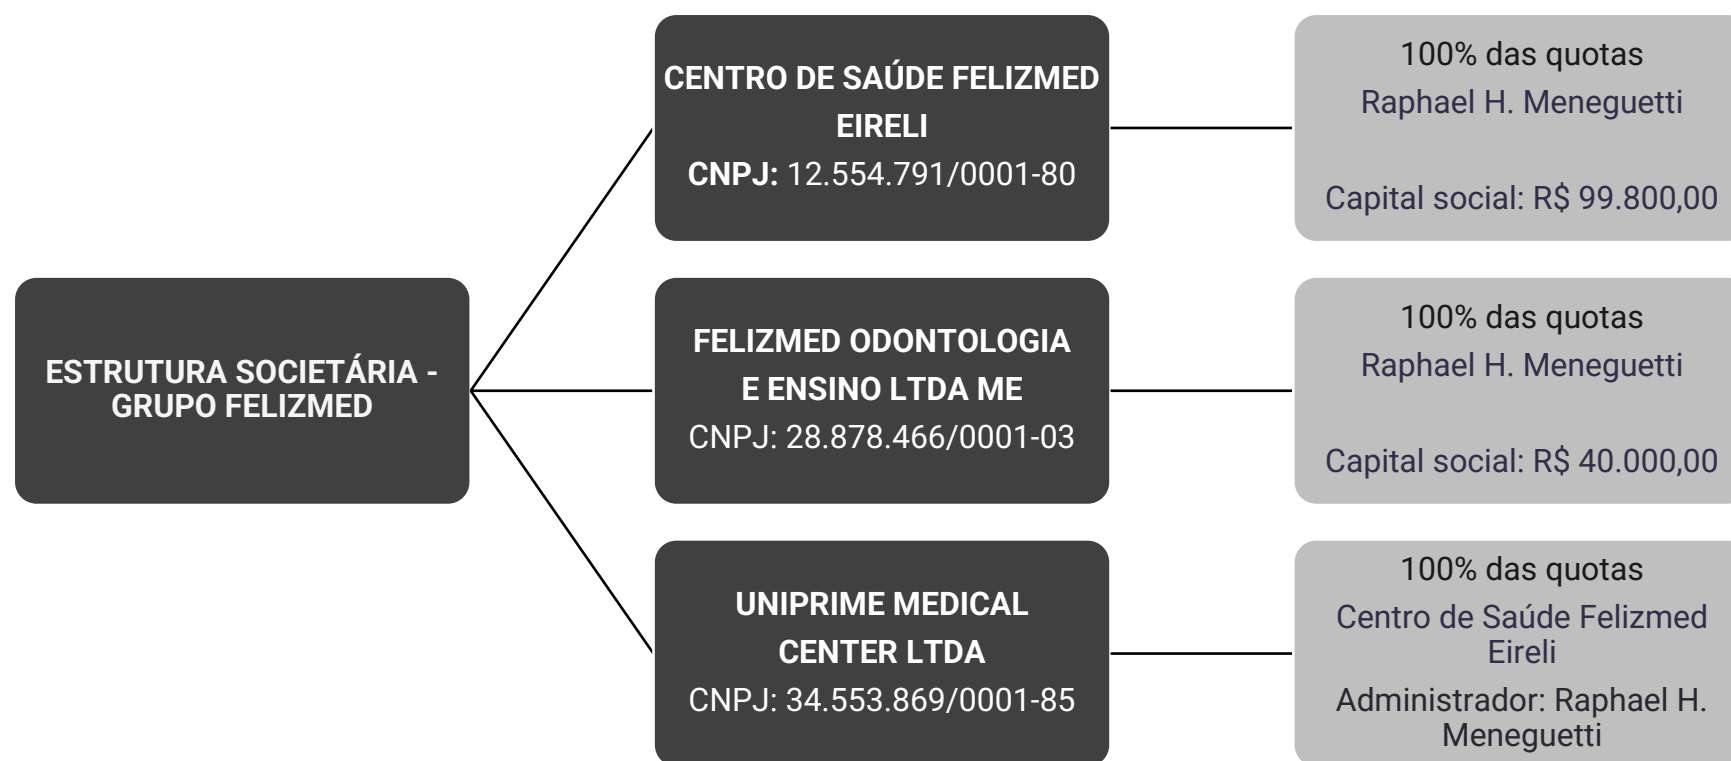 ESTRUTURA SOCIETÁRIA -
GRUPO FELIZMED
CENTRO DE SAÚDE FELIZMED
EIRELI
CNPJ: 12.554.791/0001-80
100% das quotas
Raphael H. Meneguetti
Capital social: R$ 99.800,00
FELIZMED ODONTOLOGIA
E ENSINO LTDA ME
CNPJ: 28.878.466/0001-03
100% das quotas
Raphael H. Meneguetti
Capital social: R$ 40.000,00
UNIPRIME MEDICAL
CENTER LTDA
CNPJ: 34.553.869/0001-85
100% das quotas
Centro de Saúde Felizmed
Eireli
Administrador: Raphael H.
Meneguetti